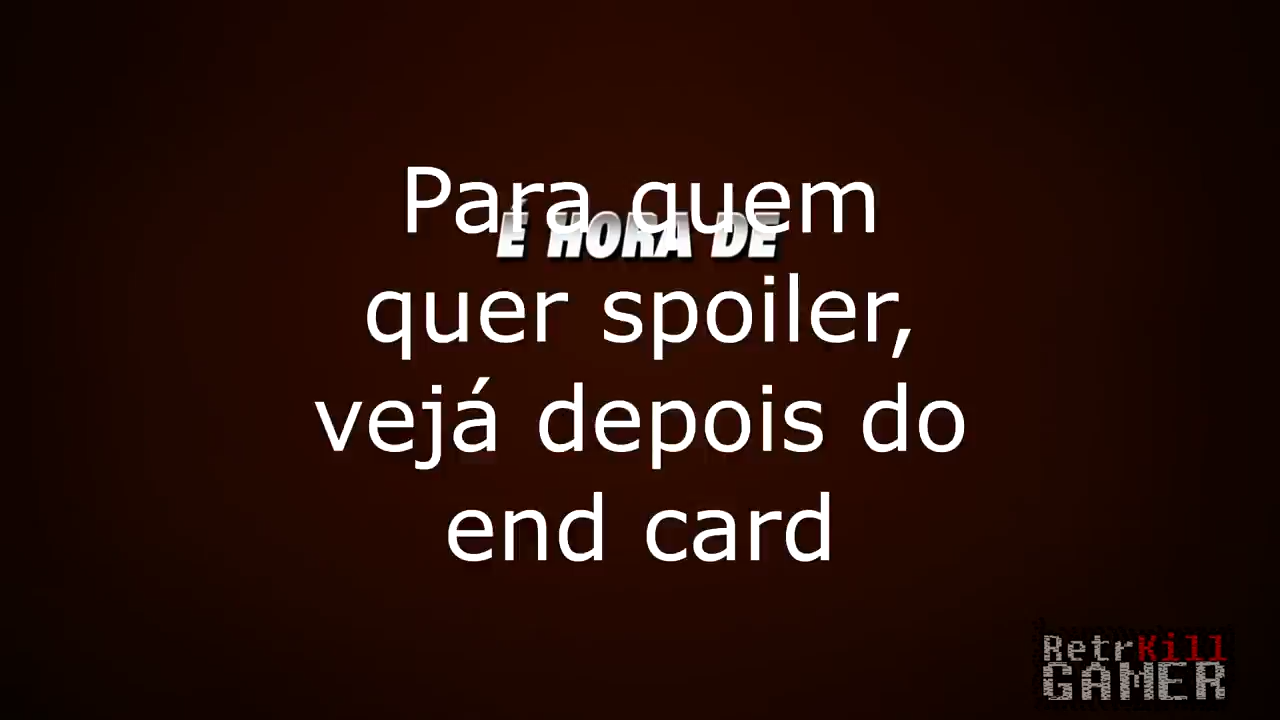 Para quem
É HORA DE
quer spoiler,
vejá depois do
end card
RetrKill
GAMER